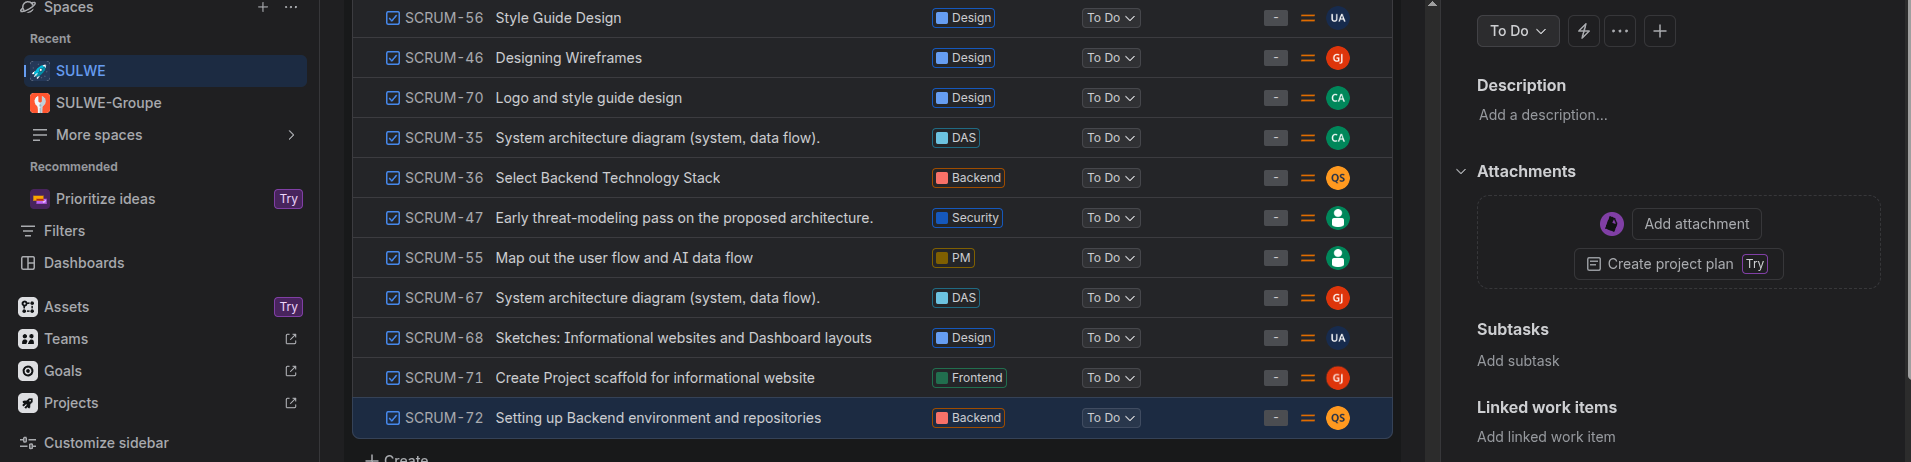 Spaces
Recent
SULWE
SULWE-Groupe
More spaces
Recommended
Prioritize ideas Try
Filters
Dashboards
Assets Try
Teams
Goals
Projects
Customize sidebar
SCRUM-56 Style Guide Design Design To Do - UA
SCRUM-46 Designing Wireframes Design To Do - GJ
SCRUM-70 Logo and style guide design Design To Do - CA
SCRUM-35 System architecture diagram (system, data flow). DAS To Do - CA
SCRUM-36 Select Backend Technology Stack Backend To Do - QS
SCRUM-47 Early threat-modeling pass on the proposed architecture. Security To Do -
SCRUM-55 Map out the user flow and AI data flow PM To Do -
SCRUM-67 System architecture diagram (system, data flow). DAS To Do - GJ
SCRUM-68 Sketches: Informational websites and Dashboard layouts Design To Do - UA
SCRUM-71 Create Project scaffold for informational website Frontend To Do - GJ
SCRUM-72 Setting up Backend environment and repositories Backend To Do - QS
Create
To Do
Description
Add a description...
Attachments
Add attachment
Create project plan Try
Subtasks
Add subtask
Linked work items
Add linked work item